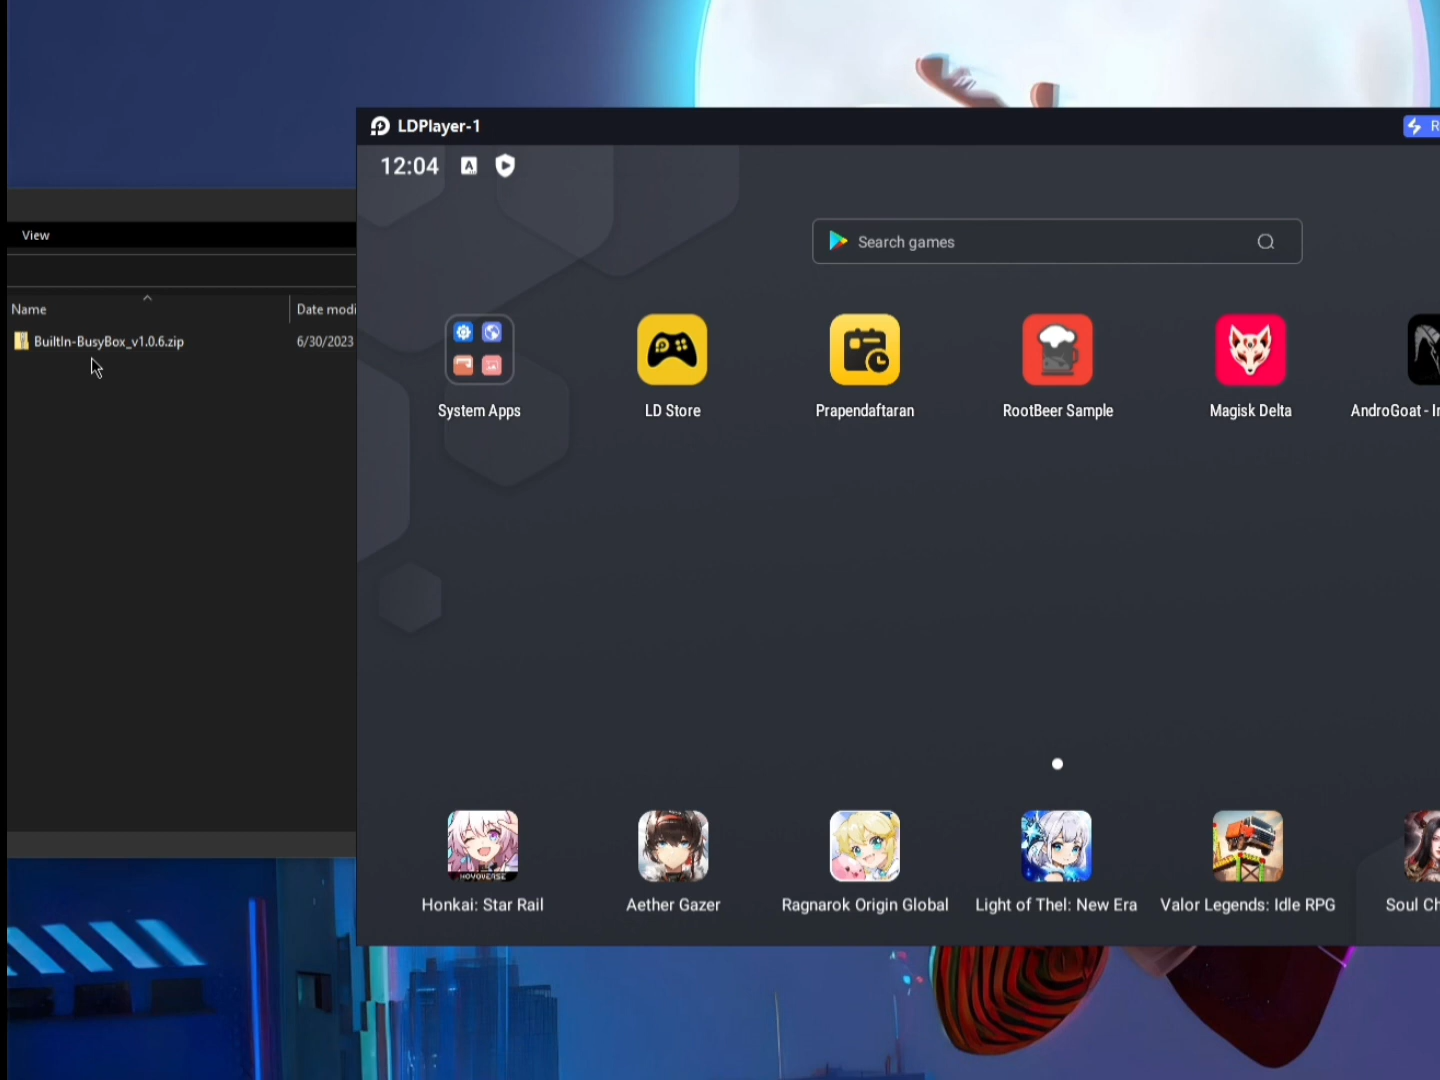 LDPlayer-1
R
12:04
A
View
Search games
Name
Date modi
BuiltIn-BusyBox_v1.0.6.zip
6/30/2023
System Apps
LD Store
Prapendaftaran
RootBeer Sample
Magisk Delta
AndroGoat - I
HOYOVERSE
Honkai: Star Rail
Aether Gazer
Ragnarok Origin Global
Light of Thel: New Era
Valor Legends: Idle RPG
Soul Ch